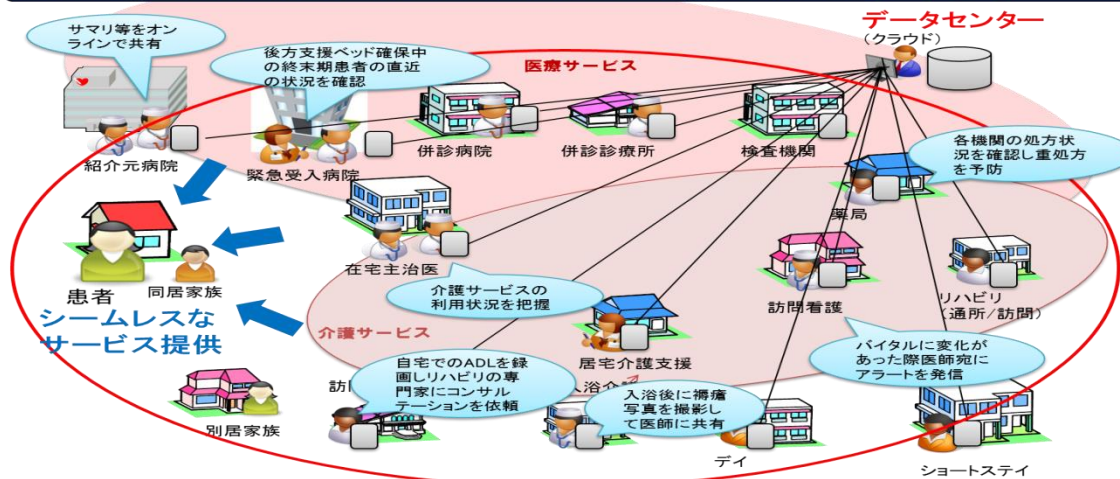 サマリ等をオン
ラインで共有
後方支援ベッド確保中
の終末期患者の直近
の状況を確認
医療サービス
データセンター
(クラウド)
紹介元病院
緊急受入病院
併診病院
併診診療所
検査機関
各機関の処方状
況を確認し重処方
を予防
薬局
在宅主治医
患者
同居家族
シームレスな
サービス提供
介護サービスの
利用状況を把握
介護サービス
居宅介護支援
訪問看護
リハビリ
(通所/訪問)
バイタルに変化が
あった際医師宛に
アラートを発信
自宅でのADLを録
画しリハビリの専
門家にコンサル
テーションを依頼
入浴後に褥瘡
写真を撮影し
て医師に共有
別居家族
デイ
ショートステイ